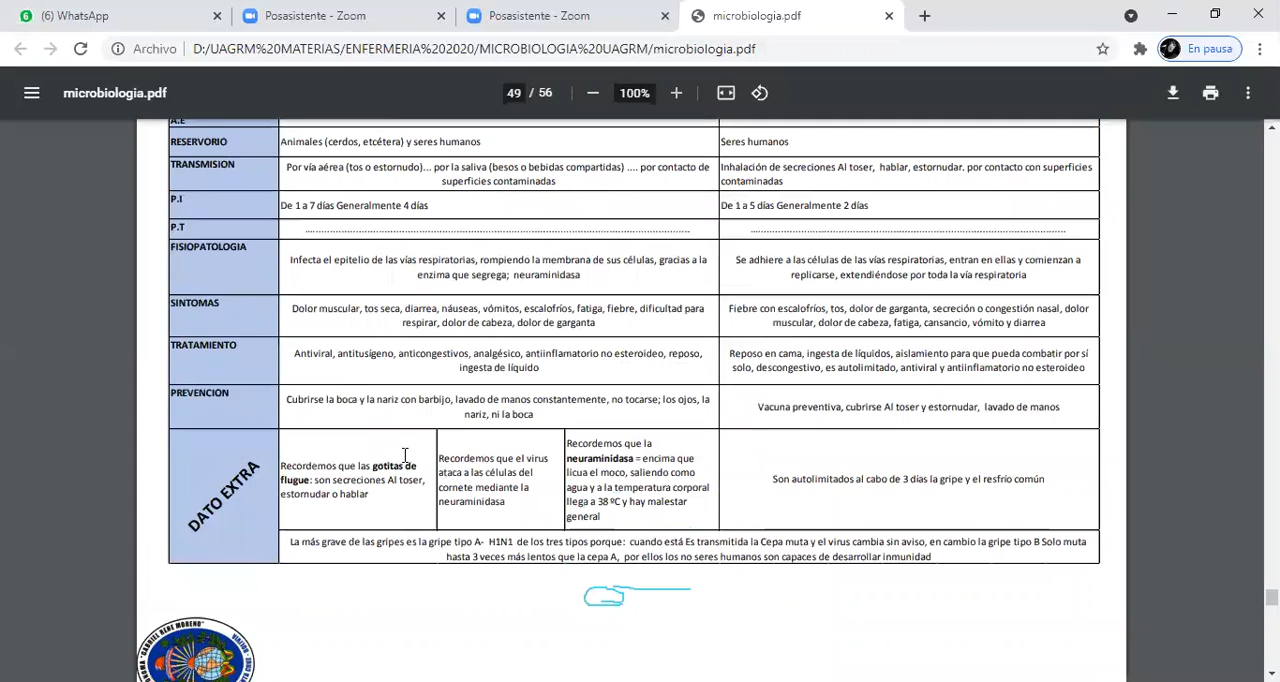 (6) WhatsApp
Posasistente - Zoom
Posasistente - Zoom
microbiologia.pdf
Archivo
D:/UAGRM%20MATERIAS/ENFERMERIA%202020/MICROBIOLOGIA%20UAGRM/microbiologia.pdf
En pausa
microbiologia.pdf
49 / 56
100%
A.E
RESERVORIO
Animales (cerdos, etcétera) y seres humanos
Seres humanos
TRANSMISION
Por vía aérea (tos o estornudo)... por la saliva (besos o bebidas compartidas) .... por contacto de
superficies contaminadas
Inhalación de secreciones Al toser, hablar, estornudar. por contacto con superficies
contaminadas
P.I
De 1 a 7 días Generalmente 4 días
De 1 a 5 días Generalmente 2 días
P.T
FISIOPATOLOGIA
Infecta el epitelio de las vías respiratorias, rompiendo la membrana de sus células, gracias a la
enzima que segrega; neuraminidasa
Se adhiere a las células de las vías respiratorias, entran en ellas y comienzan a
replicarse, extendiéndose por toda la vía respiratoria
SINTOMAS
Dolor muscular, tos seca, diarrea, náuseas, vómitos, escalofríos, fatiga, fiebre, dificultad para
respirar, dolor de cabeza, dolor de garganta
Fiebre con escalofríos, tos, dolor de garganta, secreción o congestión nasal, dolor
muscular, dolor de cabeza, fatiga, cansancio, vómito y diarrea
TRATAMIENTO
Antiviral, antitusígeno, anticongestivos, analgésico, antiinflamatorio no esteroideo, reposo,
ingesta de líquido
Reposo en cama, ingesta de líquidos, aislamiento para que pueda combatir por sí
solo, descongestivo, es autolimitado, antiviral y antiinflamatorio no esteroideo
PREVENCION
Cubrirse la boca y la nariz con barbijo, lavado de manos constantemente, no tocarse; los ojos, la
nariz, ni la boca
Vacuna preventiva, cubrirse Al toser y estornudar, lavado de manos
DATO EXTRA
Recordemos que las gotitas de
flugue: son secreciones Al toser,
estornudar o hablar
Recordemos que el virus
ataca a las células del
cornete mediante la
neuraminidasa
Recordemos que la
neuraminidasa = encima que
licua el moco, saliendo como
agua y a la temperatura corporal
llega a 38 ºC y hay malestar
general
Son autolimitados al cabo de 3 días la gripe y el resfrío común
La más grave de las gripes es la gripe tipo A- H1N1 de los tres tipos porque: cuando está Es transmitida la Cepa muta y el virus cambia sin aviso, en cambio la gripe tipo B Solo muta
hasta 3 veces más lentos que la cepa A, por ellos los no seres humanos son capaces de desarrollar inmunidad